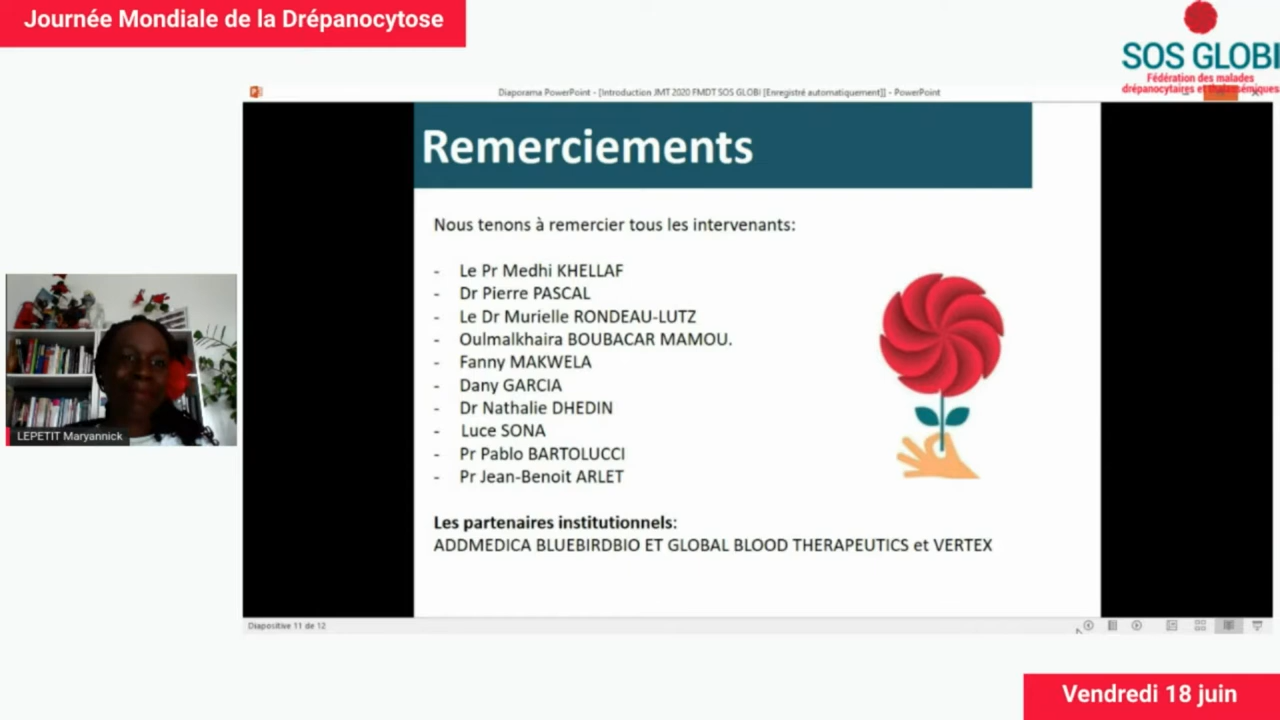 Journée Mondiale de la Drépanocytose
SOS GLOBI
Fédération des malades
drépanocytaires et thalassémiques
Diaporama PowerPoint - [Introduction JMT 2020 FMDT SOS GLOBI [Enregistré automatiquement]] - PowerPoint
Remerciements
Nous tenons à remercier tous les intervenants:
- Le Pr Medhi KHELLAF
- Dr Pierre PASCAL
- Le Dr Murielle RONDEAU-LUTZ
- Oulmalkhaira BOUBACAR MAMOU.
- Fanny MAKWELA
- Dany GARCIA
- Dr Nathalie DHEDIN
- Luce SONA
- Pr Pablo BARTOLUCCI
- Pr Jean-Benoit ARLET
Les partenaires institutionnels:
ADDMEDICA BLUEBIRDBIO ET GLOBAL BLOOD THERAPEUTICS et VERTEX
LEPETIT Maryannick
Diapositive 11 de 12
Vendredi 18 juin